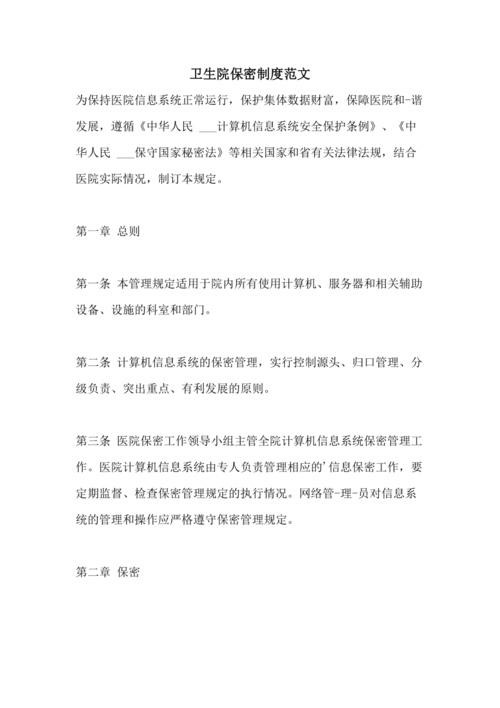 卫生院保密制度范文
为保持医院信息系统正常运行，保护集体数据财富，保障医院和-谐
发展，遵循《中华人民 ___计算机信息系统安全保护条例》、《中
华人民 ___保守国家秘密法》等相关国家和省有关法律法规，结合
医院实际情况，制订本规定。
第一章 总则
第一条 本管理规定适用于院内所有使用计算机、服务器和相关辅助
设备、设施的科室和部门。
第二条 计算机信息系统的保密管理，实行控制源头、归口管理、分
级负责、突出重点、有利发展的原则。
第三条 医院保密工作领导小组主管全院计算机信息系统保密管理工
作。医院计算机信息系统由专人负责管理相应的'信息保密工作，要
定期监督、检查保密管理规定的执行情况。网络管-理-员对信息系
统的管理和操作应严格遵守保密管理规定。
第二章 保密